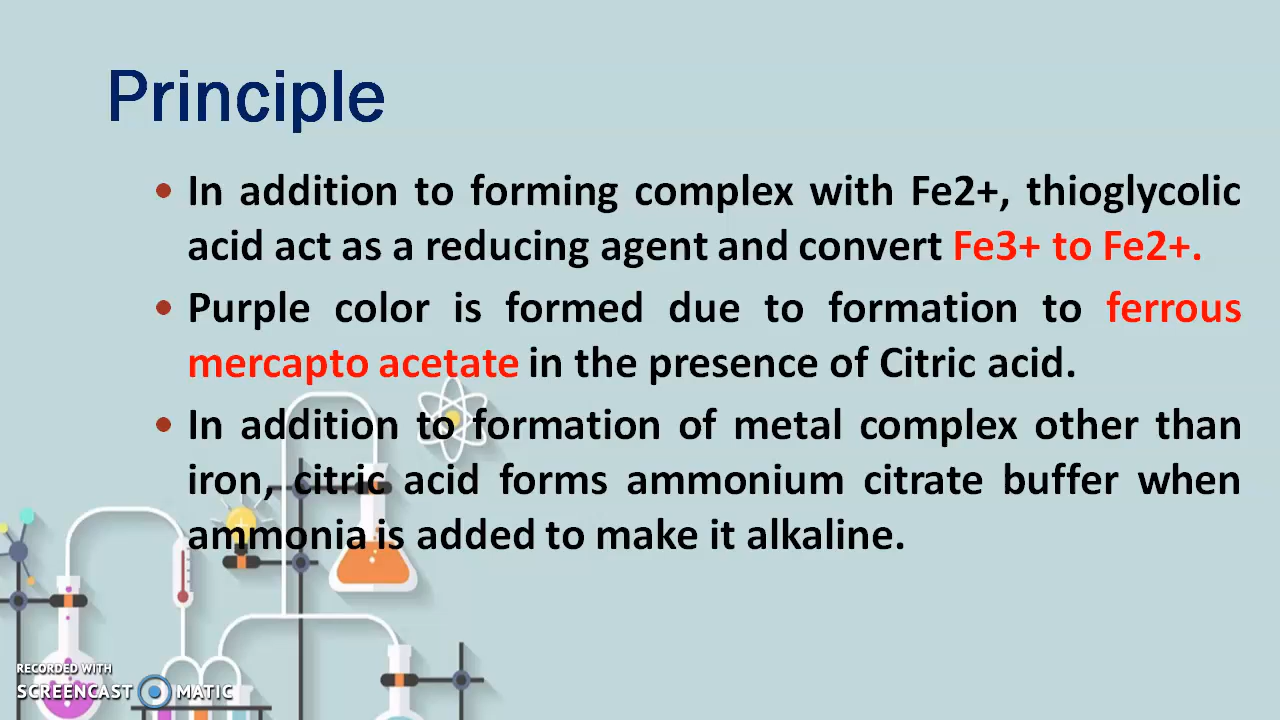 Principle
• In addition to forming complex with Fe2+, thioglycolic
acid act as a reducing agent and convert Fe3+ to Fe2+.
• Purple color is formed due to formation to ferrous
mercapto acetate in the presence of Citric acid.
• In addition to formation of metal complex other than
iron, citric acid forms ammonium citrate buffer when
ammonia is added to make it alkaline.
RECORDED WITH
SCREENCAST MATIC